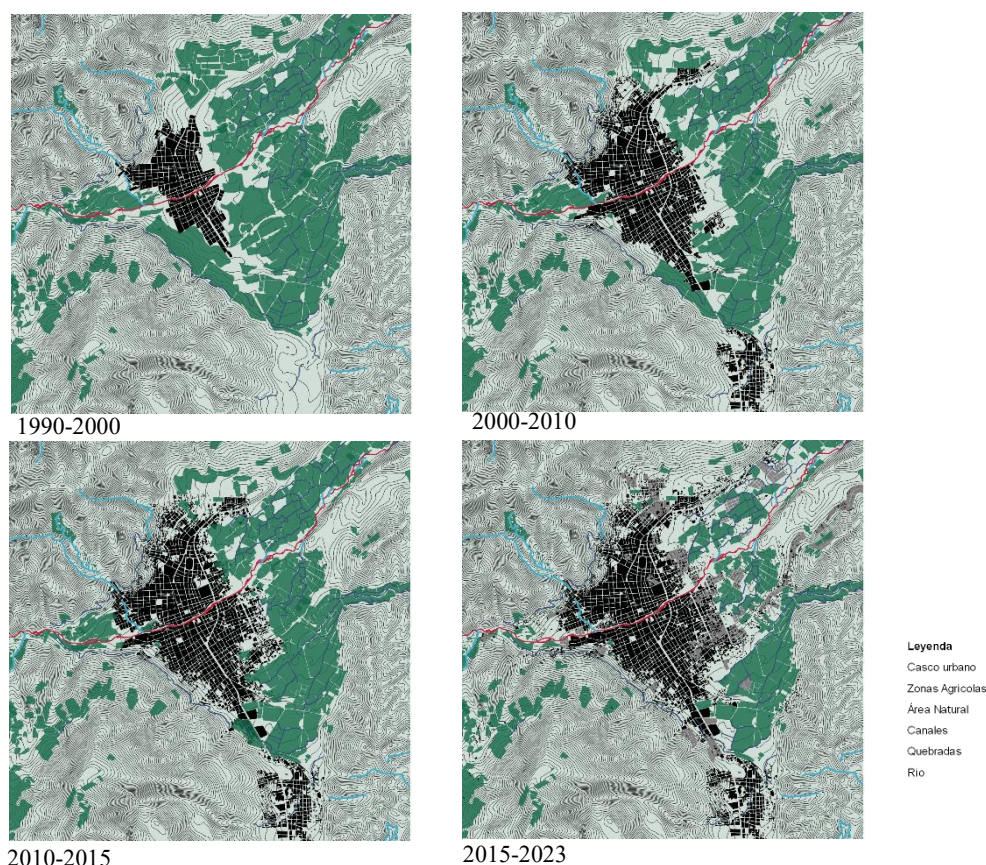 1990-2000
2000-2010
2010-2015
2015-2023
Leyenda
Casco urbano
Zonas Agricolas
Área Natural
Canales
Quebradas
Rio